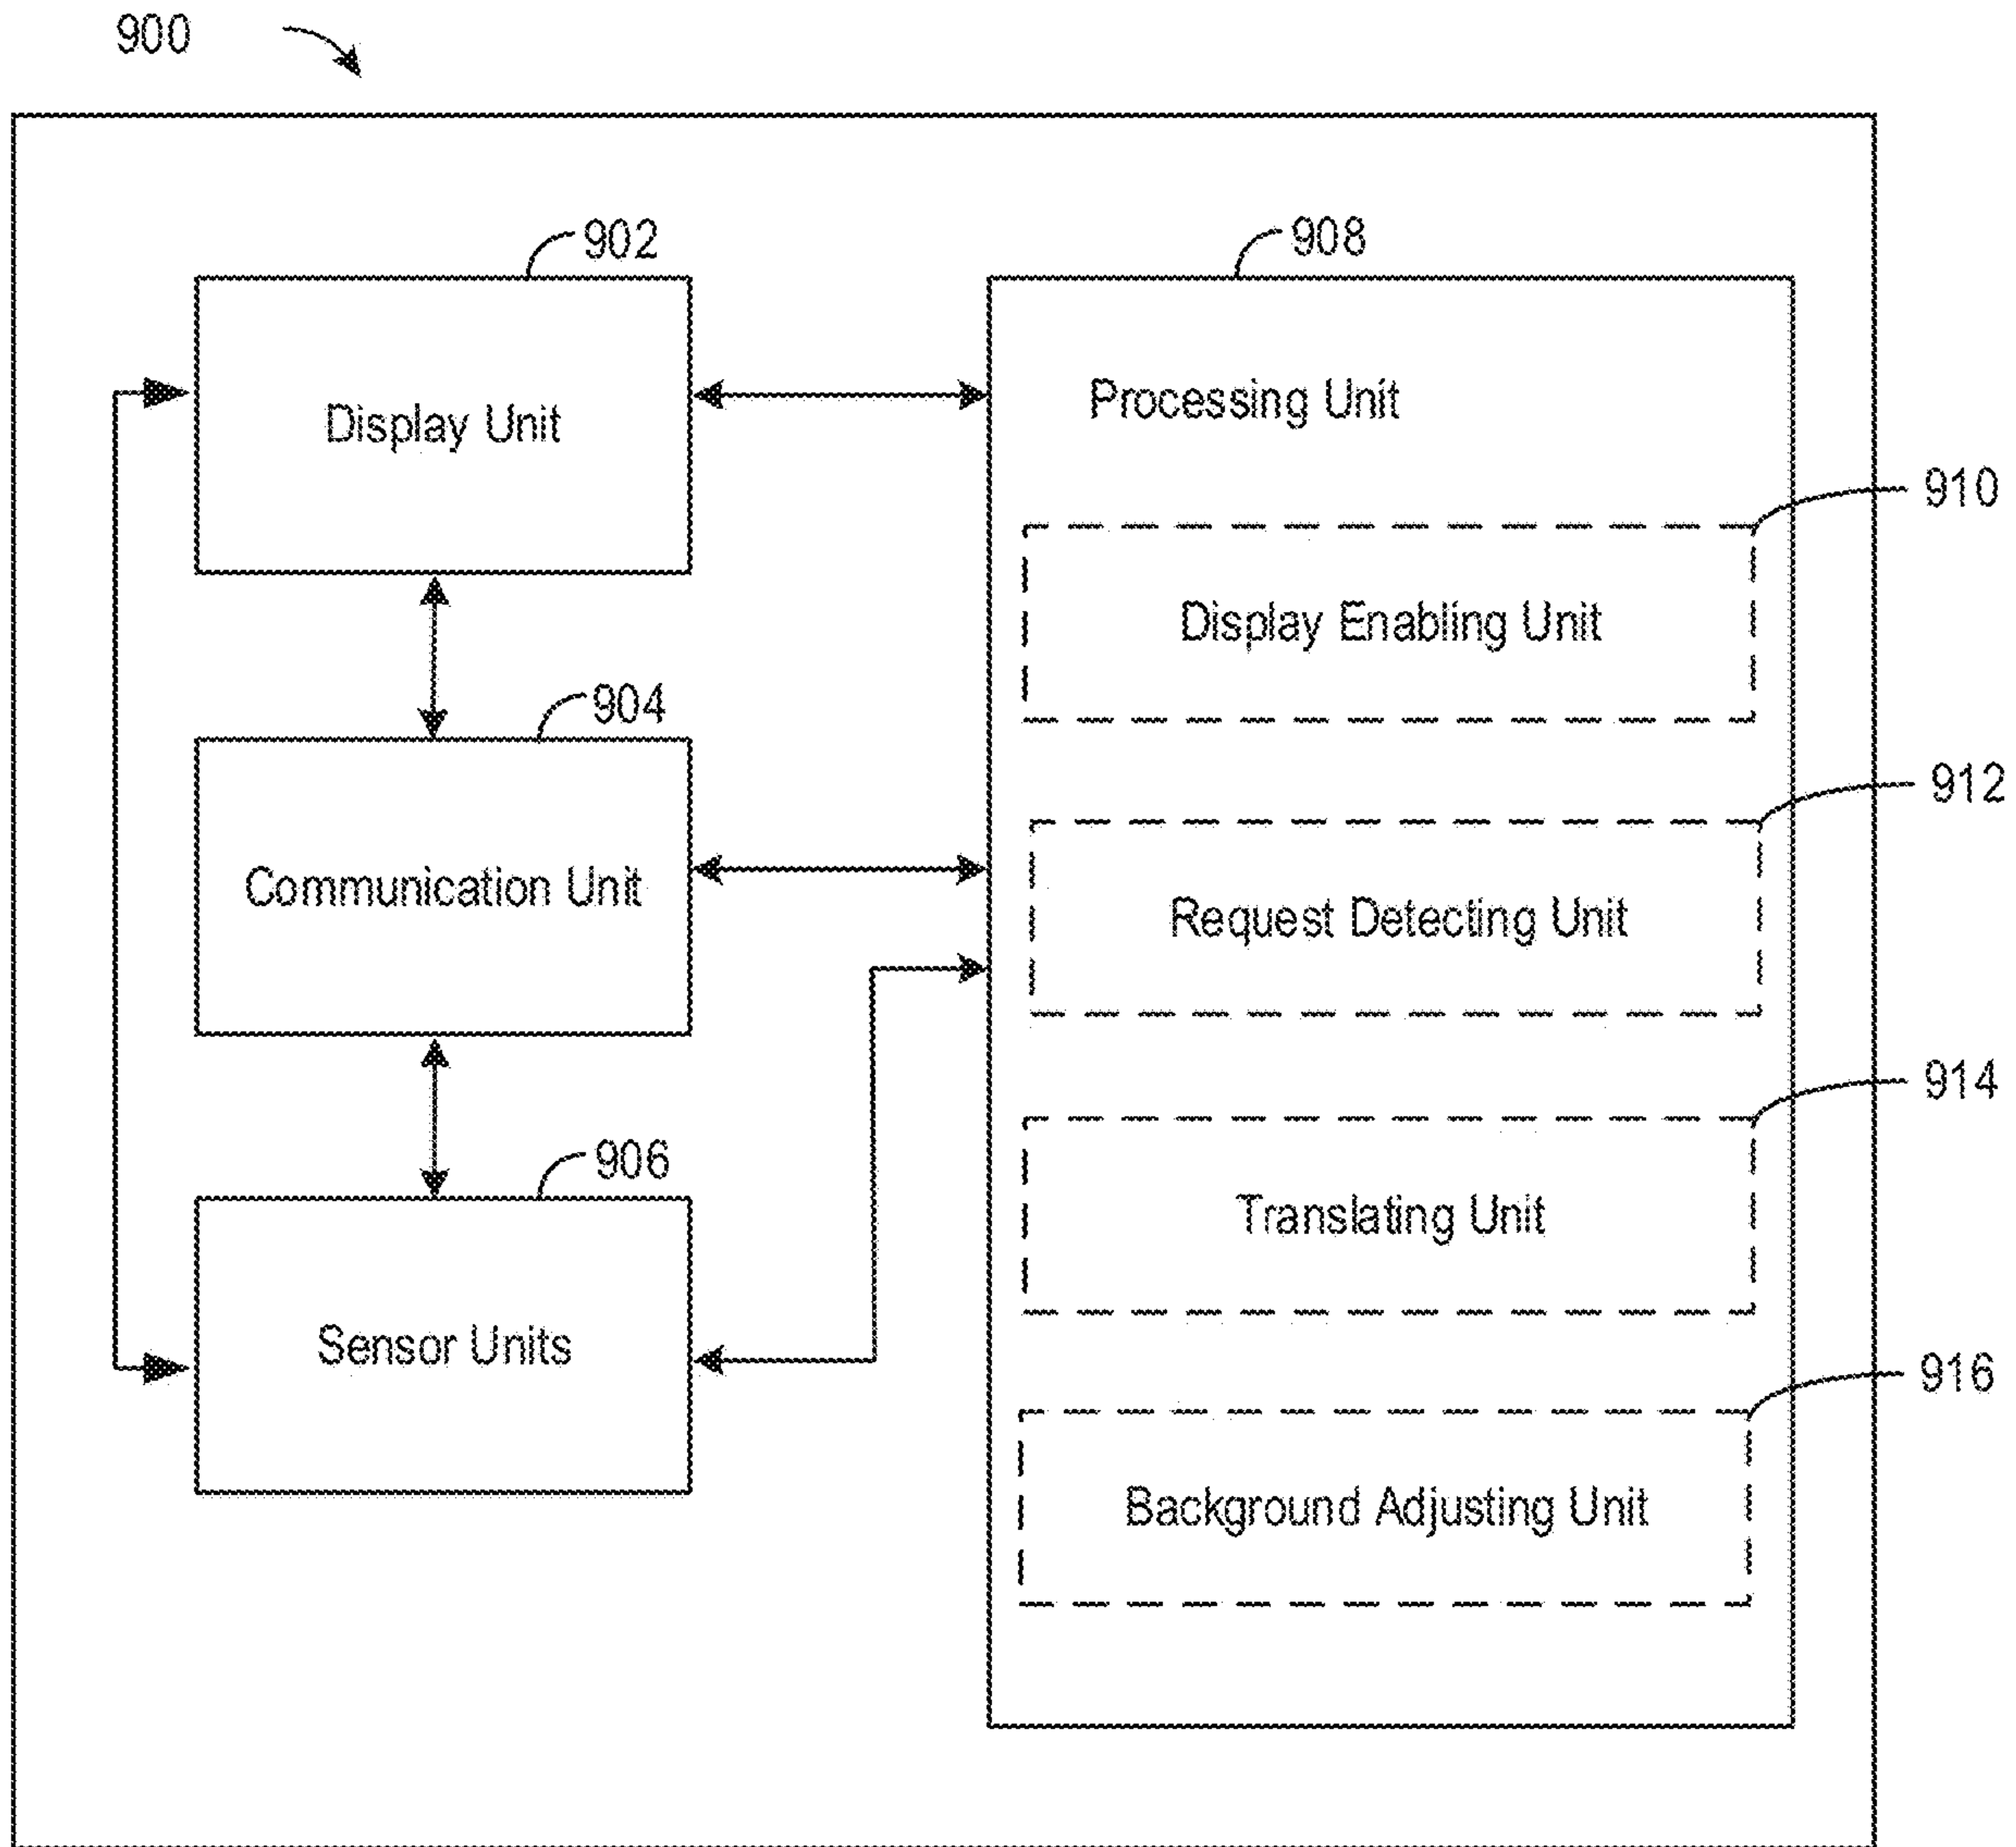 900
902
908
Display Unit
Processing Unit
910
Display Enabling Unit
904
912
Communication Unit
Request Detecting Unit
914
906
Translating Unit
Sensor Units
916
Background Adjusting Unit